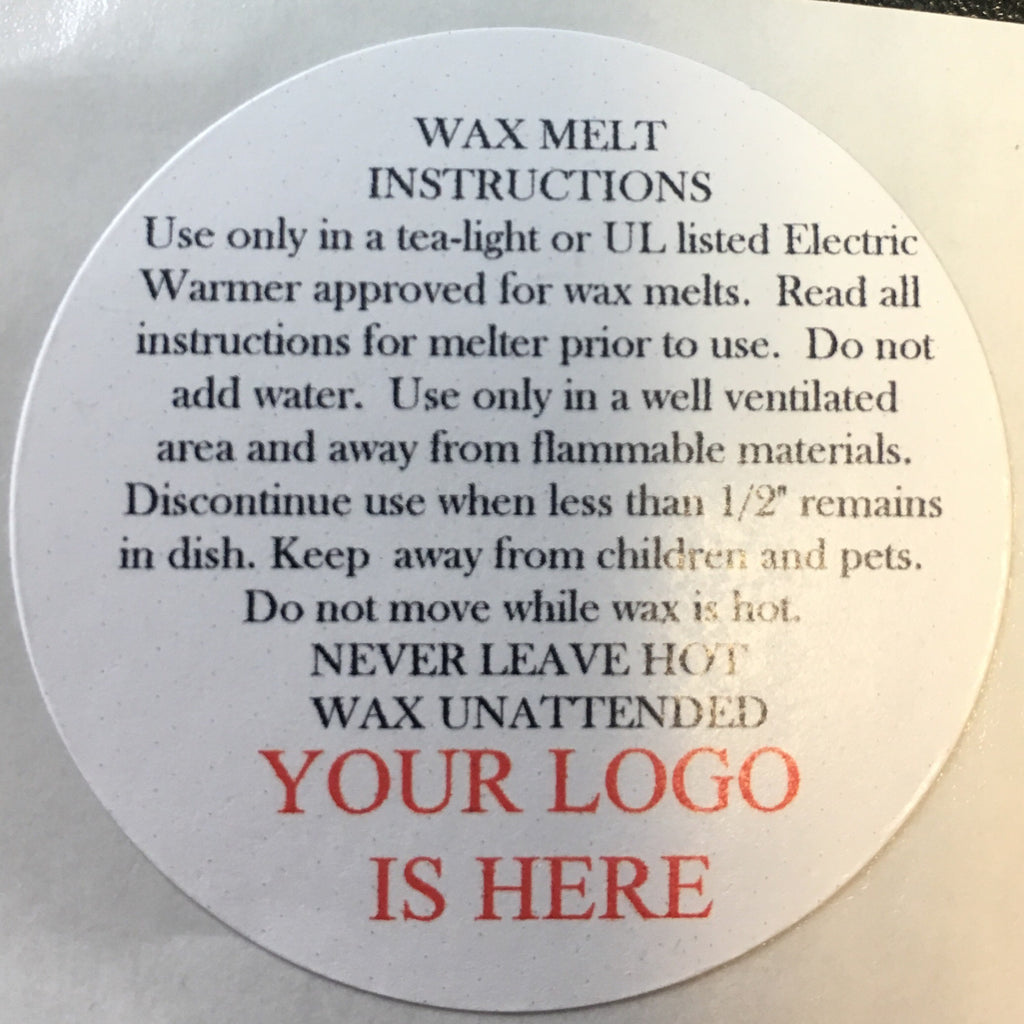 WAX MELT
INSTRUCTIONS
Use only in a tea-light or UL listed Electric
Warmer approved for wax melts.  Read all
instructions for melter prior to use.  Do not
add water.  Use only in a well ventilated
area and away from flammable materials.
Discontinue use when less than 1/2" remains
in dish. Keep  away from children and pets.
Do not move while wax is hot.
NEVER LEAVE HOT
WAX UNATTENDED
YOUR LOGO
IS HERE